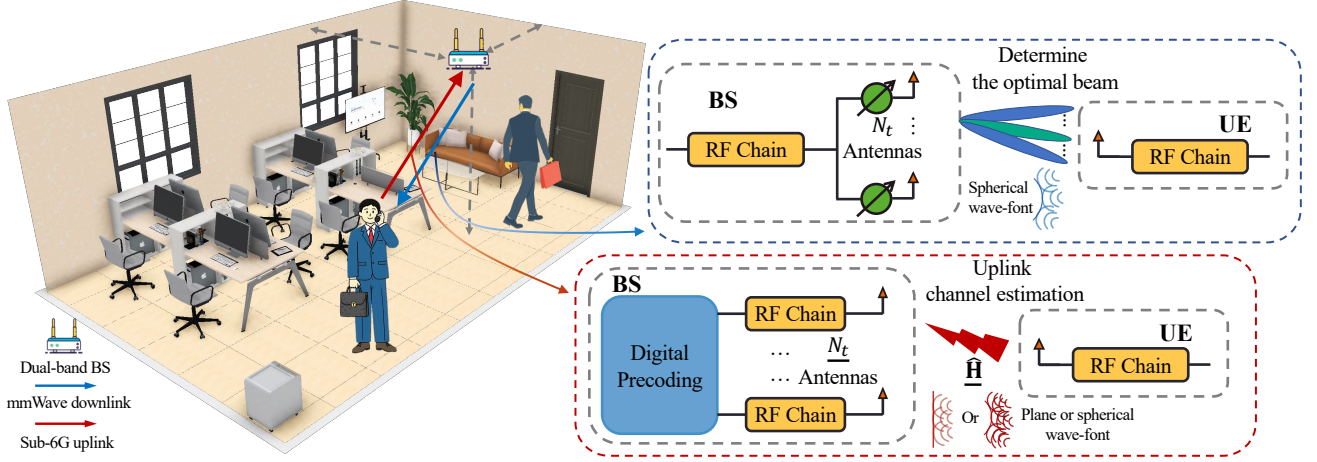 Dual-band BS
mmWave downlink
Sub-6G uplink
Determine
the optimal beam
BS
RF Chain
N_t
⋮
Antennas
UE
RF Chain
Spherical
wave-font
Uplink
channel estimation
BS
Digital
Precoding
RF Chain
... N_t
... Antennas
RF Chain
UE
RF Chain
Ĥ
Or
Plane or spherical
wave-font